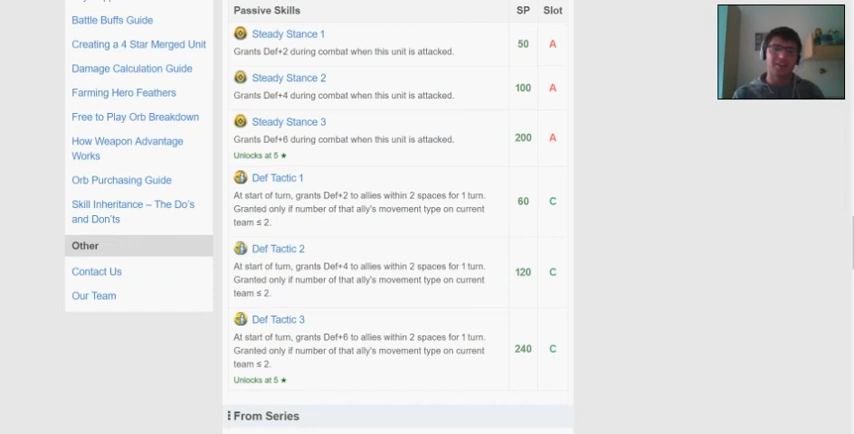 Battle Buffs Guide
Creating a 4 Star Merged Unit
Damage Calculation Guide
Farming Hero Feathers
Free to Play Orb Breakdown
How Weapon Advantage
Works
Orb Purchasing Guide
Skill Inheritance – The Do's
and Don'ts
Other
Contact Us
Our Team
Passive Skills SP Slot
Steady Stance 1
Grants Def+2 during combat when this unit is attacked.
50 A
Steady Stance 2
Grants Def+4 during combat when this unit is attacked.
100 A
Steady Stance 3
Grants Def+6 during combat when this unit is attacked.
Unlocks at 5 ★
200 A
Def Tactic 1
At start of turn, grants Def+2 to allies within 2 spaces for 1 turn.
Granted only if number of that ally's movement type on current
team ≤ 2.
60 C
Def Tactic 2
At start of turn, grants Def+4 to allies within 2 spaces for 1 turn.
Granted only if number of that ally's movement type on current
team ≤ 2.
120 C
Def Tactic 3
At start of turn, grants Def+6 to allies within 2 spaces for 1 turn.
Granted only if number of that ally's movement type on current
team ≤ 2.
Unlocks at 5 ★
240 C
From Series